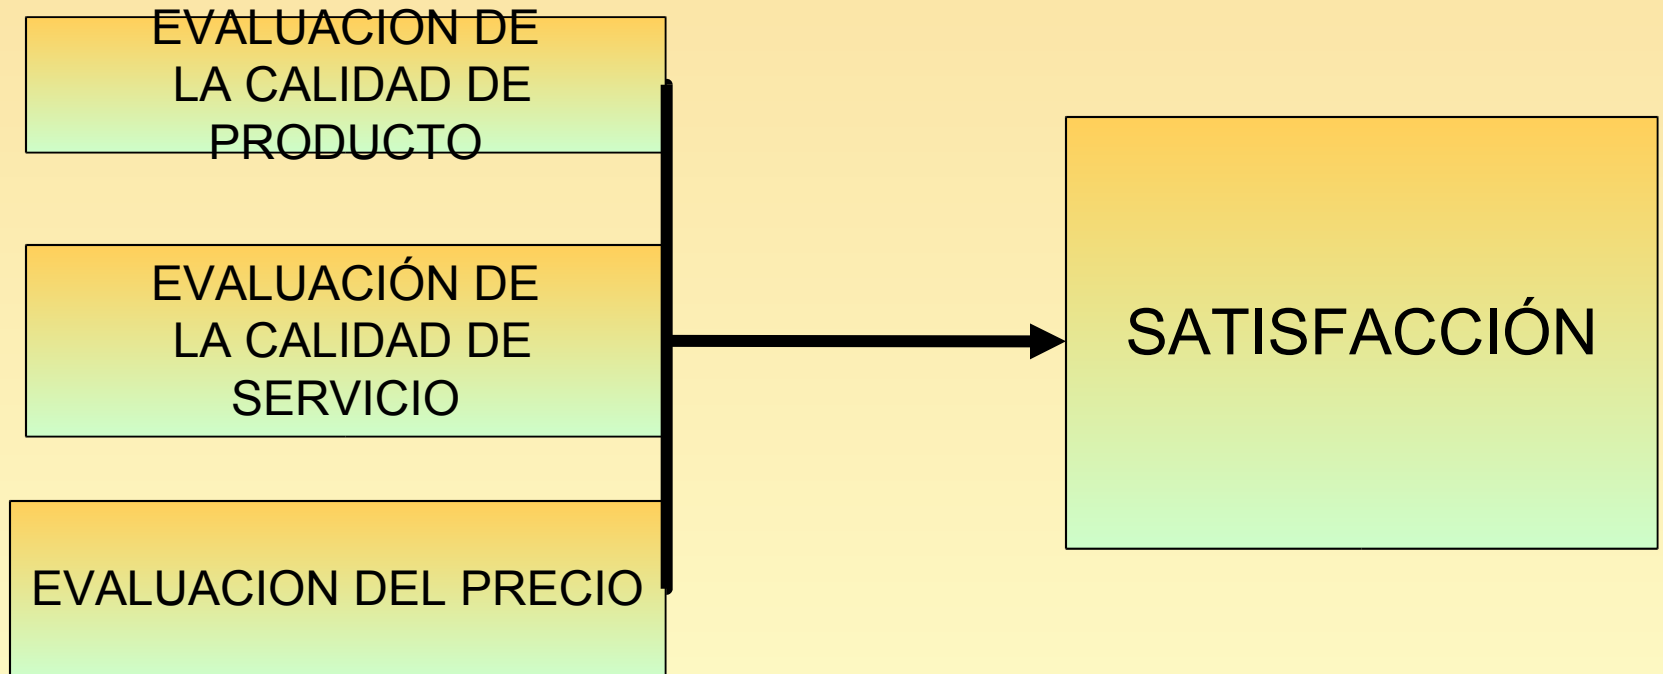 EVALUACION DE
LA CALIDAD DE
PRODUCTO
EVALUACIÓN DE
LA CALIDAD DE
SERVICIO
EVALUACION DEL PRECIO
SATISFACCIÓN